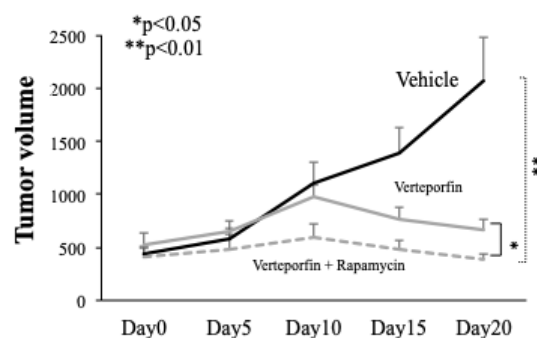 *p<0.05
**p<0.01
Tumor volume
2500
2000
1500
1000
500
0
Vehicle
Verteporfin
Verteporfin + Rapamycin
**
*
Day0 Day5 Day10 Day15 Day20